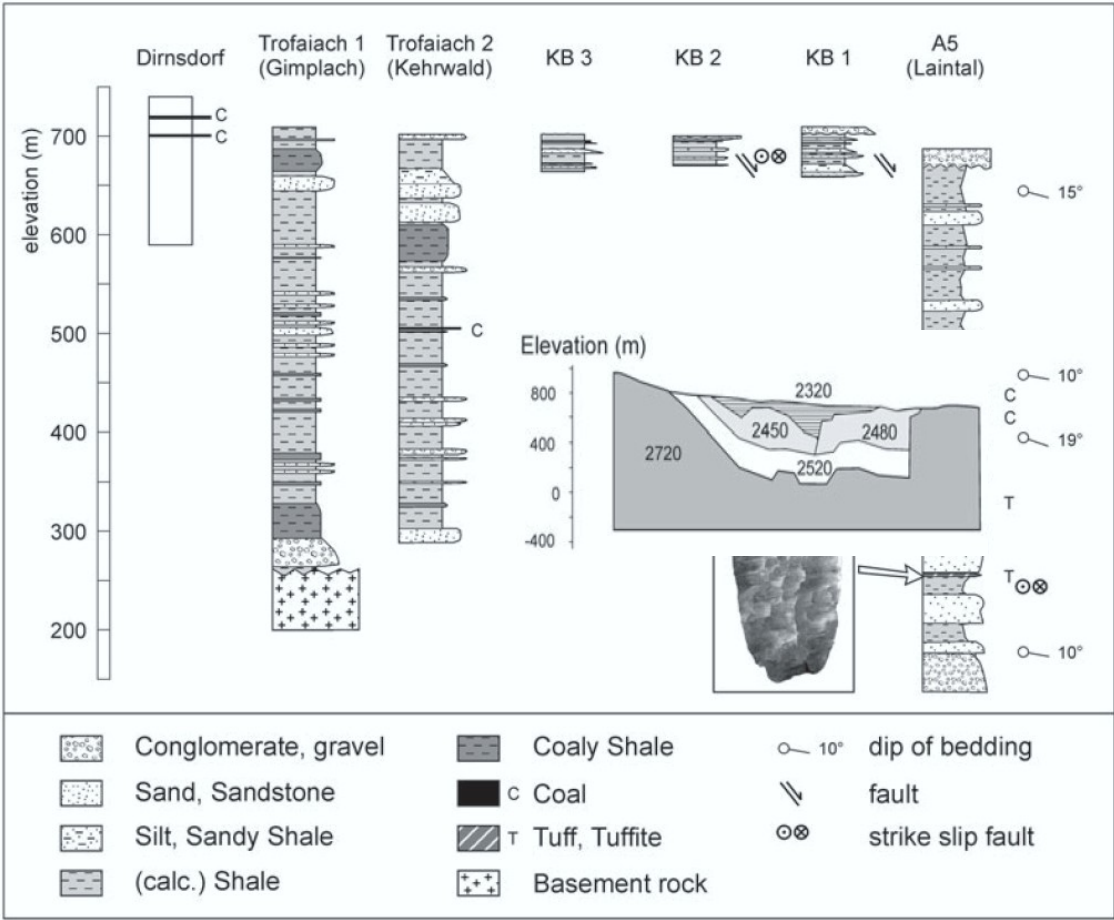 Dirnsdorf
Trofaiach 1
(Gimplach)
Trofaiach 2
(Kehrwald)
KB 3
KB 2
KB 1
A5
(Laintal)
elevation (m)
700
600
500
400
300
200
C
C
C
15°
10°
C
C
19°
T
T
10°
Elevation (m)
800
400
0
-400
2320
2450
2480
2720
2520
Conglomerate, gravel
Sand, Sandstone
Silt, Sandy Shale
(calc.) Shale
Coaly Shale
C Coal
T Tuff, Tuffite
Basement rock
10° dip of bedding
fault
strike slip fault